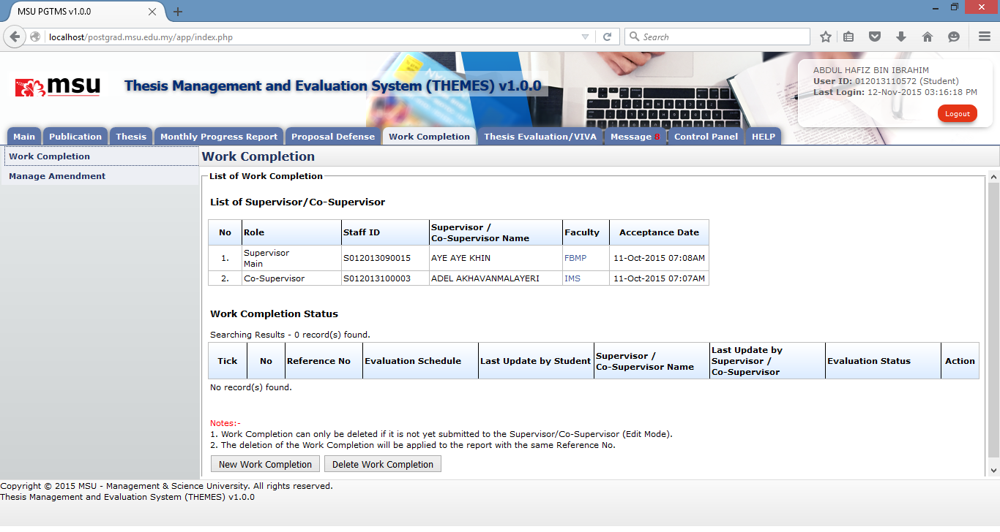 MSU PGTMS v1.0.0
localhost/postgrad.msu.edu.my/app/index.php
Search
msu
Thesis Management and Evaluation System (THEMES) v1.0.0
ABDUL HAFIZ BIN IBRAHIM
User ID: 012013110572 (Student)
Last Login: 12-Nov-2015 03:16:18 PM
Logout
Main Publication Thesis Monthly Progress Report Proposal Defense Work Completion Thesis Evaluation/VIVA Message 8 Control Panel HELP
Work Completion
Manage Amendment
Work Completion
List of Work Completion
List of Supervisor/Co-Supervisor
No Role Staff ID Supervisor / Co-Supervisor Name Faculty Acceptance Date
1. Supervisor Main S012013090015 AYE AYE KHIN FBMP 11-Oct-2015 07:08AM
2. Co-Supervisor S012013100003 ADEL AKHAVANMALAYERI IMS 11-Oct-2015 07:07AM
Work Completion Status
Searching Results - 0 record(s) found.
Tick No Reference No Evaluation Schedule Last Update by Student Supervisor / Co-Supervisor Name Last Update by Supervisor / Co-Supervisor Evaluation Status Action
No record(s) found.
Notes:-
1. Work Completion can only be deleted if it is not yet submitted to the Supervisor/Co-Supervisor (Edit Mode).
2. The deletion of the Work Completion will be applied to the report with the same Reference No.
New Work Completion Delete Work Completion
Copyright © 2015 MSU - Management & Science University. All rights reserved.
Thesis Management and Evaluation System (THEMES) v1.0.0